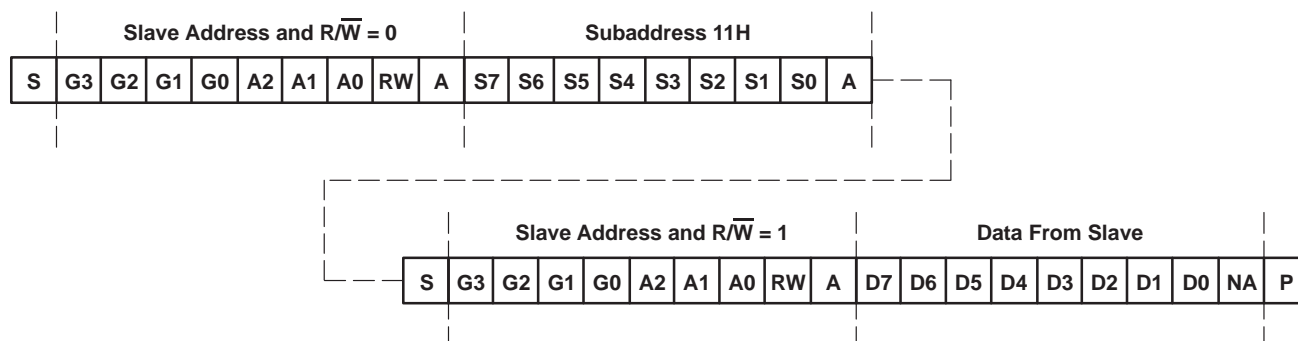 Slave Address and R/W̅ = 0 Subaddress 11H
S G3 G2 G1 G0 A2 A1 A0 RW A S7 S6 S5 S4 S3 S2 S1 S0 A
Slave Address and R/W̅ = 1 Data From Slave
S G3 G2 G1 G0 A2 A1 A0 RW A D7 D6 D5 D4 D3 D2 D1 D0 NA P